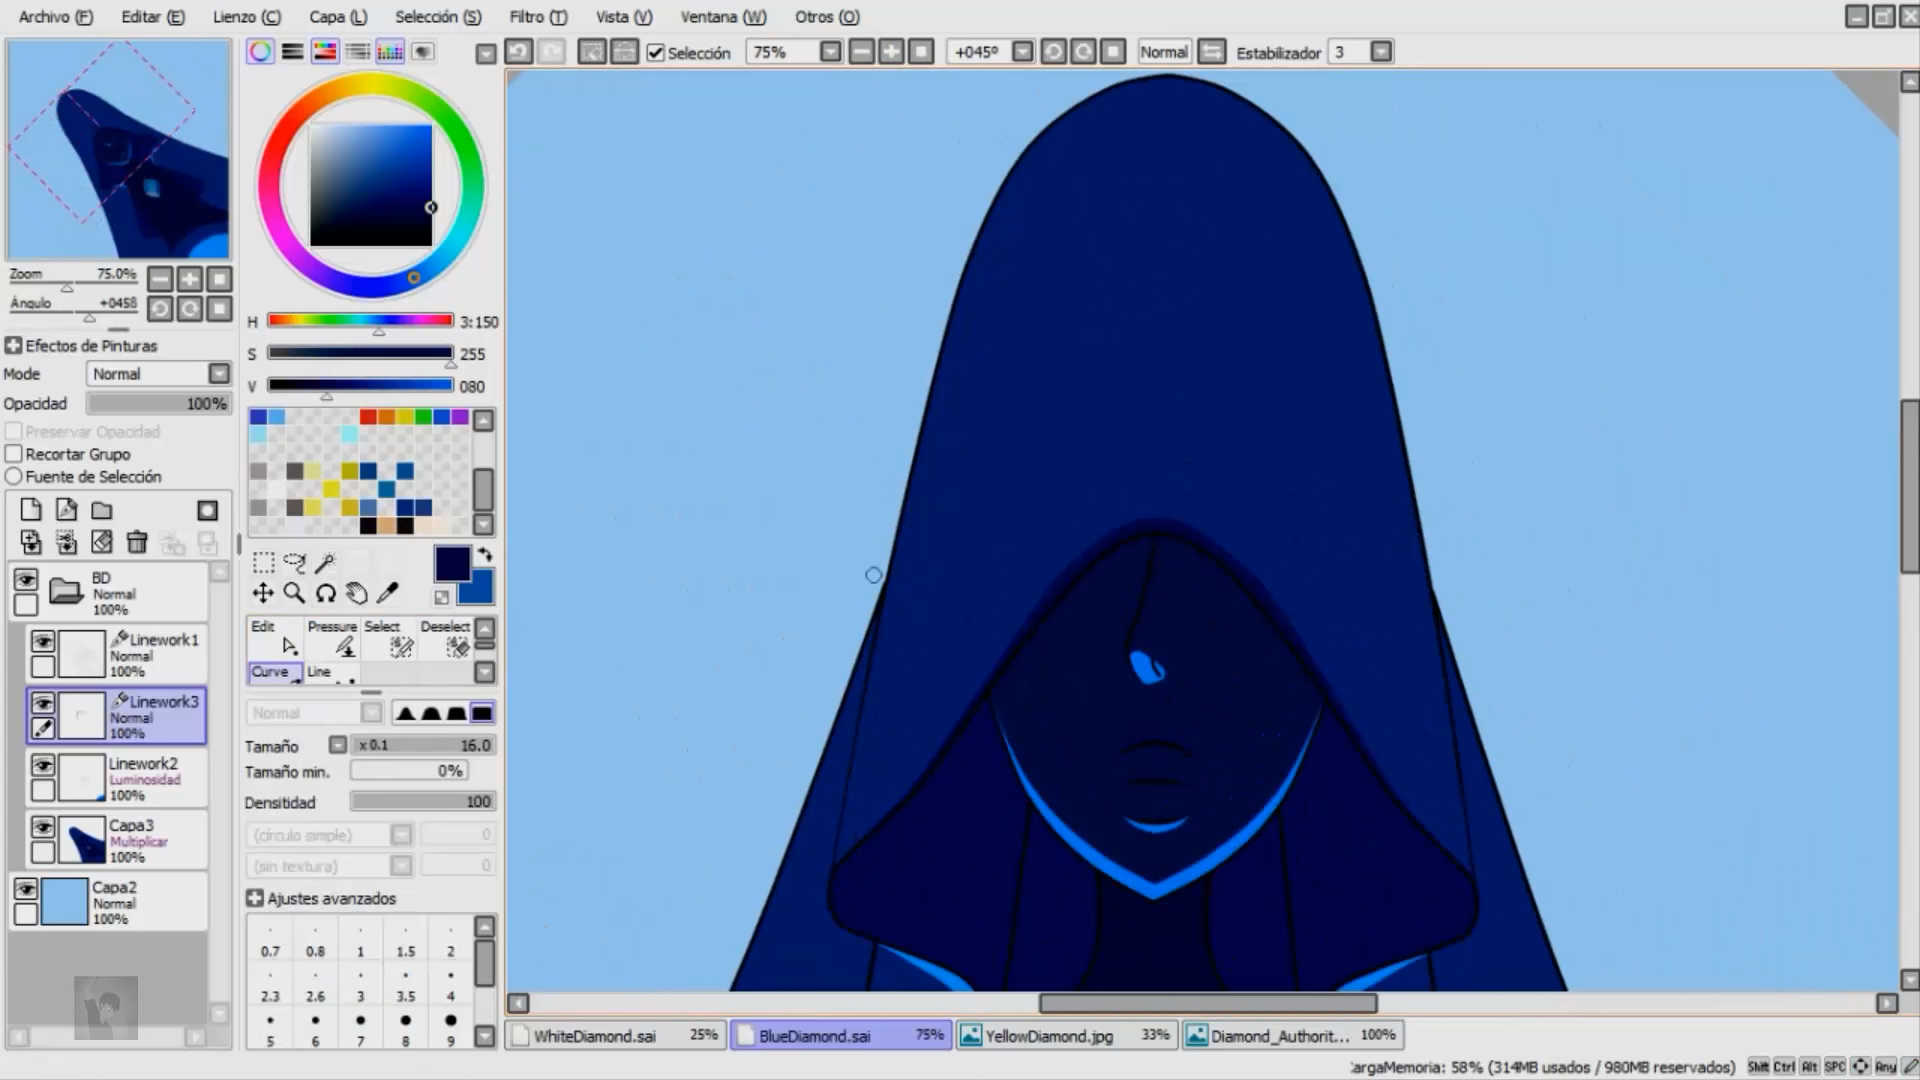 Archivo (F) Editar (E) Lienzo (C) Capa (L) Selección (S) Filtro (T) Vista (V) Ventana (W) Otros (O)
Selección 75% +045º Normal Estabilizador 3
Zoom 75.0%
Ángulo +045º
Efectos de Pinturas
Mode Normal
Opacidad 100%
Preservar Opacidad
Recortar Grupo
Fuente de Selección
BD
Normal
100%
Linework1
Normal
100%
Linework3
Normal
100%
Linework2
Luminosidad
100%
Capa3
Multiplicar
100%
Capa2
Normal
100%
H 3:150
S 255
V 080
Edit Pressure Select Deselect
Curve Line
Normal
Tamaño x 0.1 16.0
Tamaño min. 0%
Densitidad 100
(círculo simple) 0
(sin textura) 0
Ajustes avanzados
0.7 0.8 1 1.5 2
2.3 2.6 3 3.5 4
5 6 7 8 9
WhiteDiamond.sai 25% BlueDiamond.sai 75% YellowDiamond.jpg 33% Diamond_Authorit... 100%
argaMemoria: 58% (314MB usados / 980MB reservados) Shift Ctrl Alt SPC Any